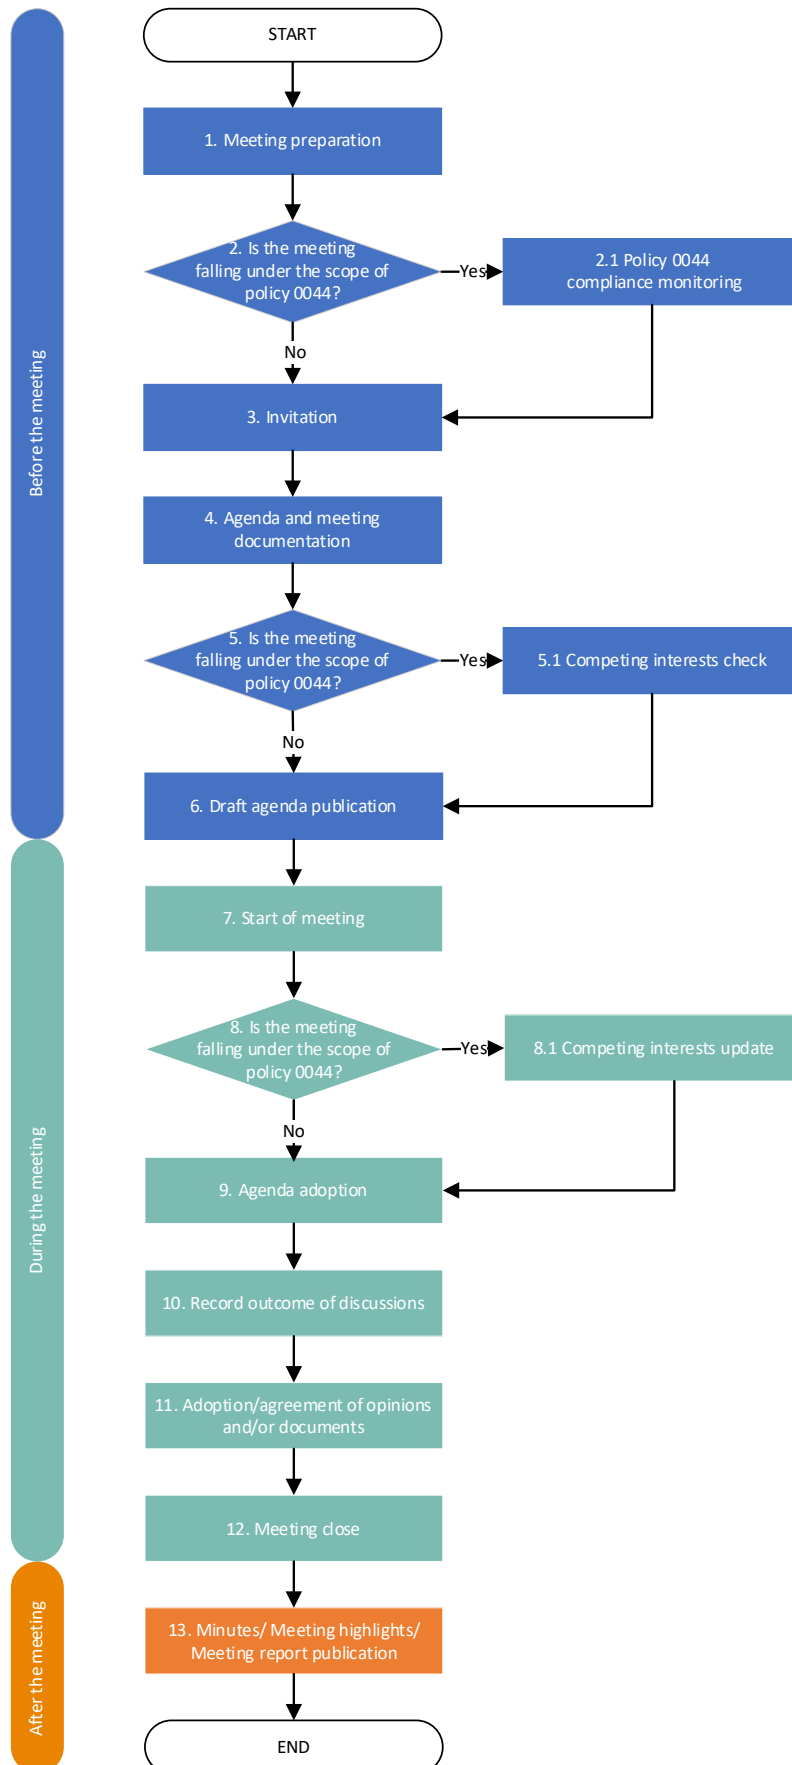 START
1. Meeting preparation
2. Is the meeting
falling under the scope of
policy 0044?
Yes
2.1 Policy 0044
compliance monitoring
No
3. Invitation
4. Agenda and meeting
documentation
5. Is the meeting
falling under the scope of
policy 0044?
Yes
5.1 Competing interests check
No
6. Draft agenda publication
Before the meeting
7. Start of meeting
8. Is the meeting
falling under the scope of
policy 0044?
Yes
8.1 Competing interests update
No
9. Agenda adoption
10. Record outcome of discussions
11. Adoption/agreement of opinions
and/or documents
12. Meeting close
During the meeting
13. Minutes/ Meeting highlights/
Meeting report publication
After the meeting
END